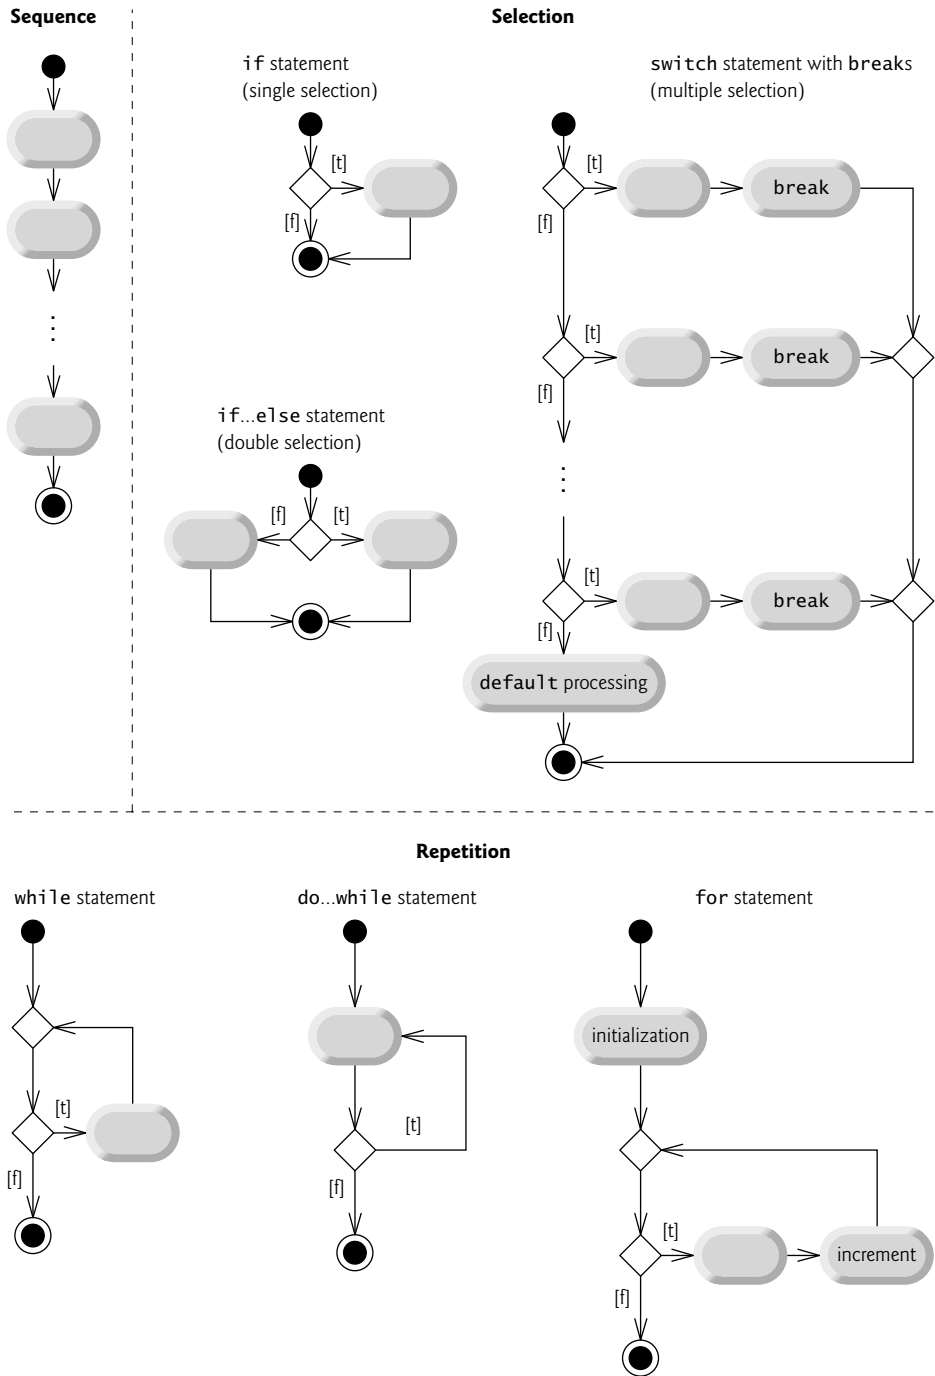 Sequence
Selection
if statement
(single selection)
[t]
[f]
if...else statement
(double selection)
[f]
[t]
switch statement with breaks
(multiple selection)
[t]
break
[f]
[t]
break
[f]
[t]
break
[f]
default processing
Repetition
while statement
[t]
[f]
do...while statement
[t]
[f]
for statement
initialization
[t]
increment
[f]